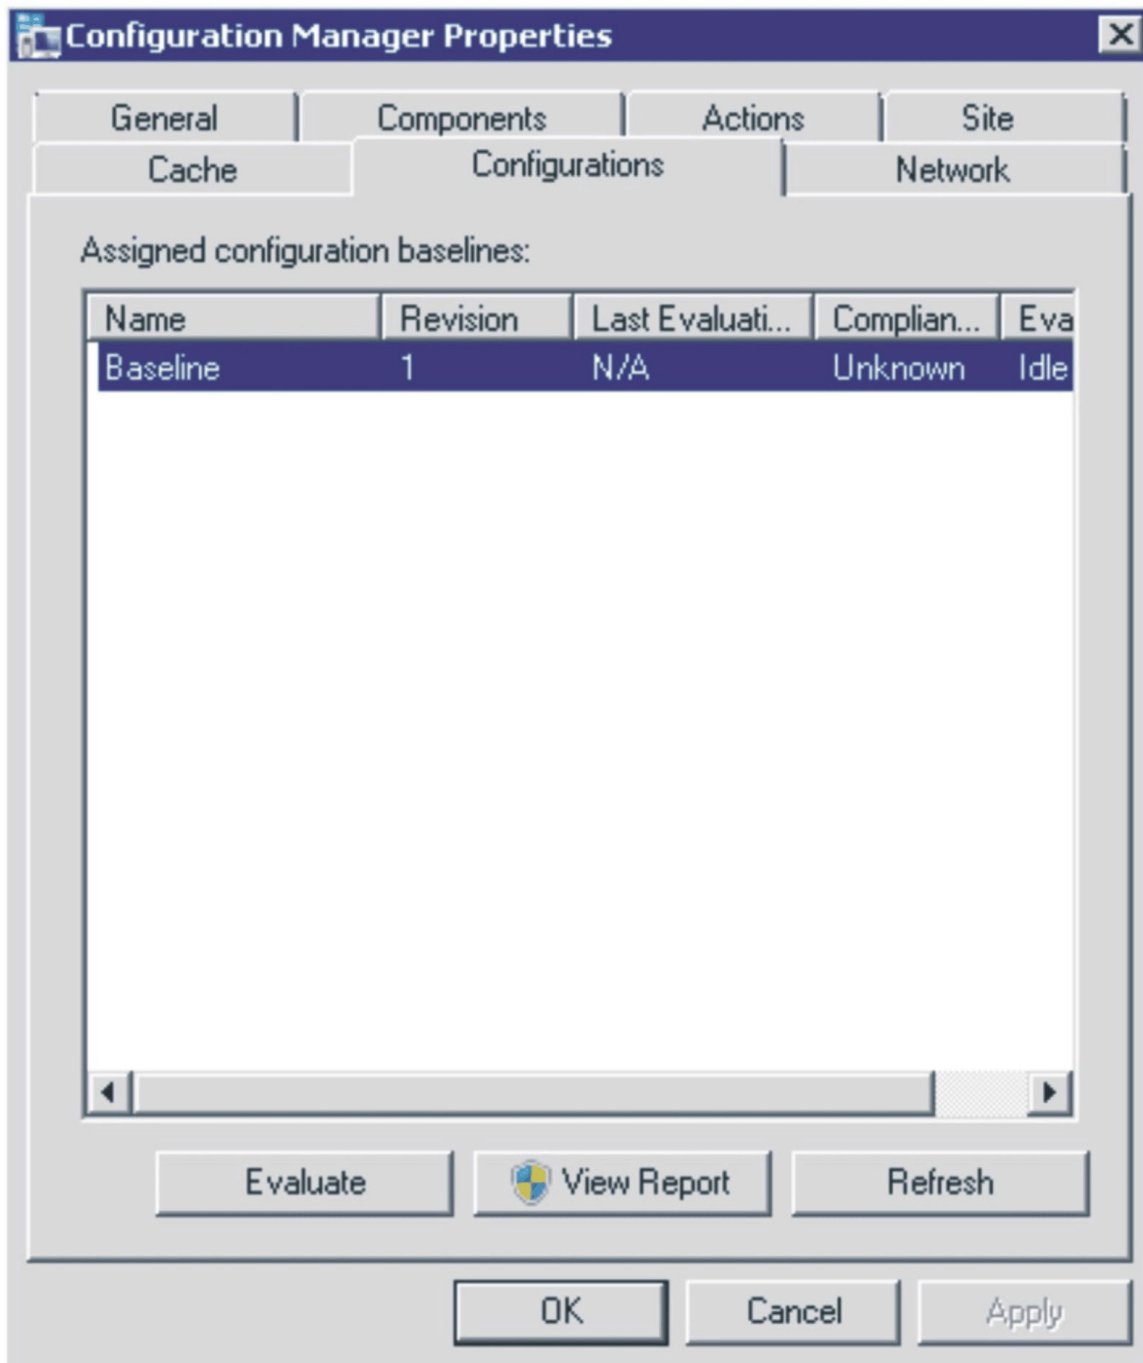 Configuration Manager Properties
General Components Actions Site
Cache Configurations Network
Assigned configuration baselines:
Name Revision Last Evaluati... Complian... Eva
Baseline 1 N/A Unknown Idle
Evaluate View Report Refresh
OK Cancel Apply